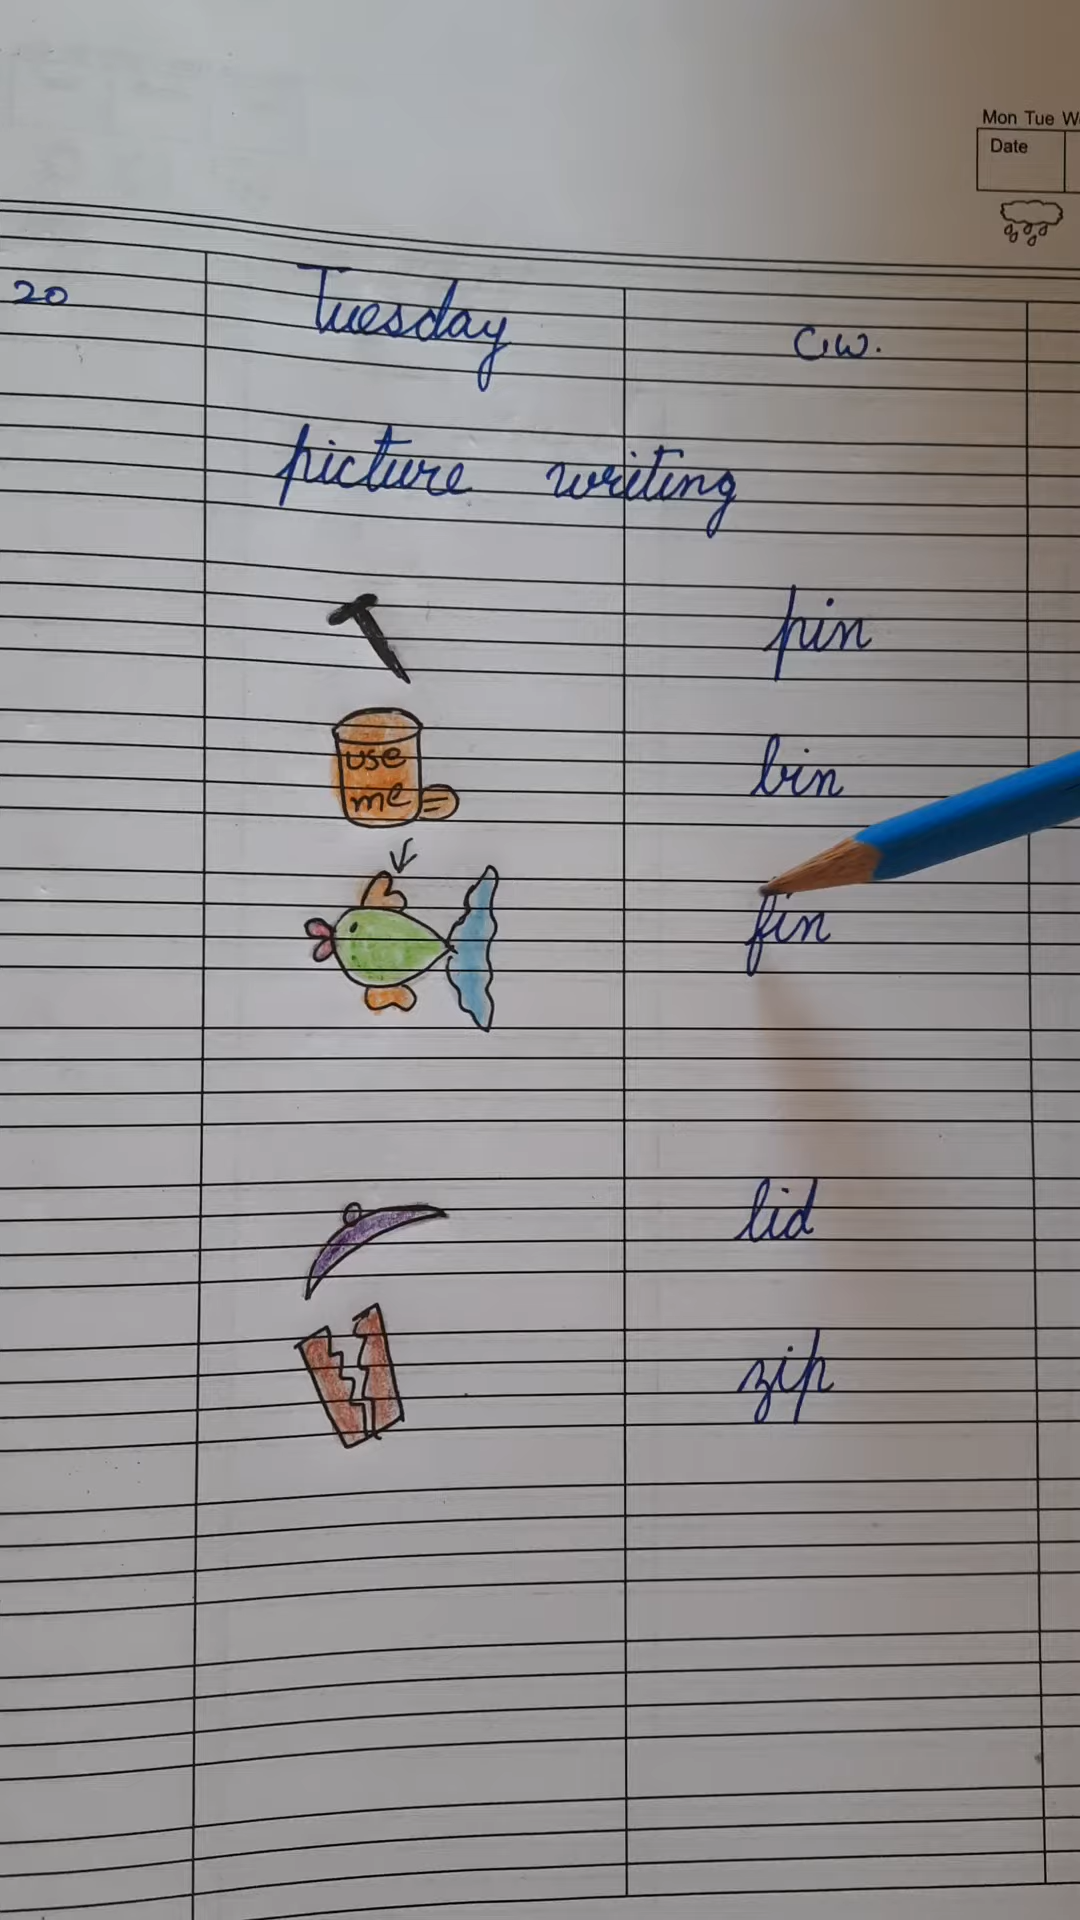 Mon Tue W
Date
20 Tuesday C.W.
picture writing
pin
use
me
bin
fin
lid
zip